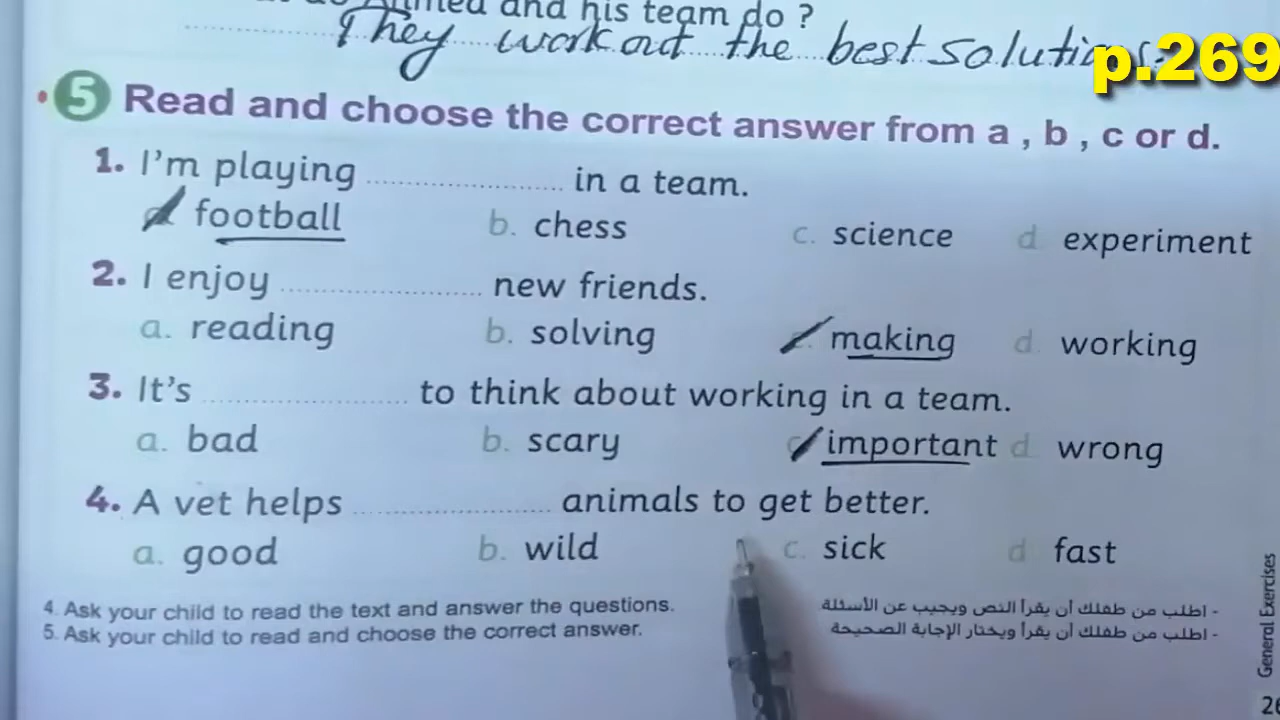 Ahmed and his team do ?
They work out the best solutions.
p.269
5 Read and choose the correct answer from a , b , c or d.
1. I'm playing .................... in a team.
a. football b. chess c. science d. experiment
2. I enjoy .................... new friends.
a. reading b. solving c. making d. working
3. It's .................... to think about working in a team.
a. bad b. scary c. important d. wrong
4. A vet helps .................... animals to get better.
a. good b. wild c. sick d. fast
4. Ask your child to read the text and answer the questions.
5. Ask your child to read and choose the correct answer.
- اطلب من طفلك أن يقرأ النص ويجيب عن الأسئلة
- اطلب من طفلك أن يقرأ ويختار الإجابة الصحيحة
General Exercises